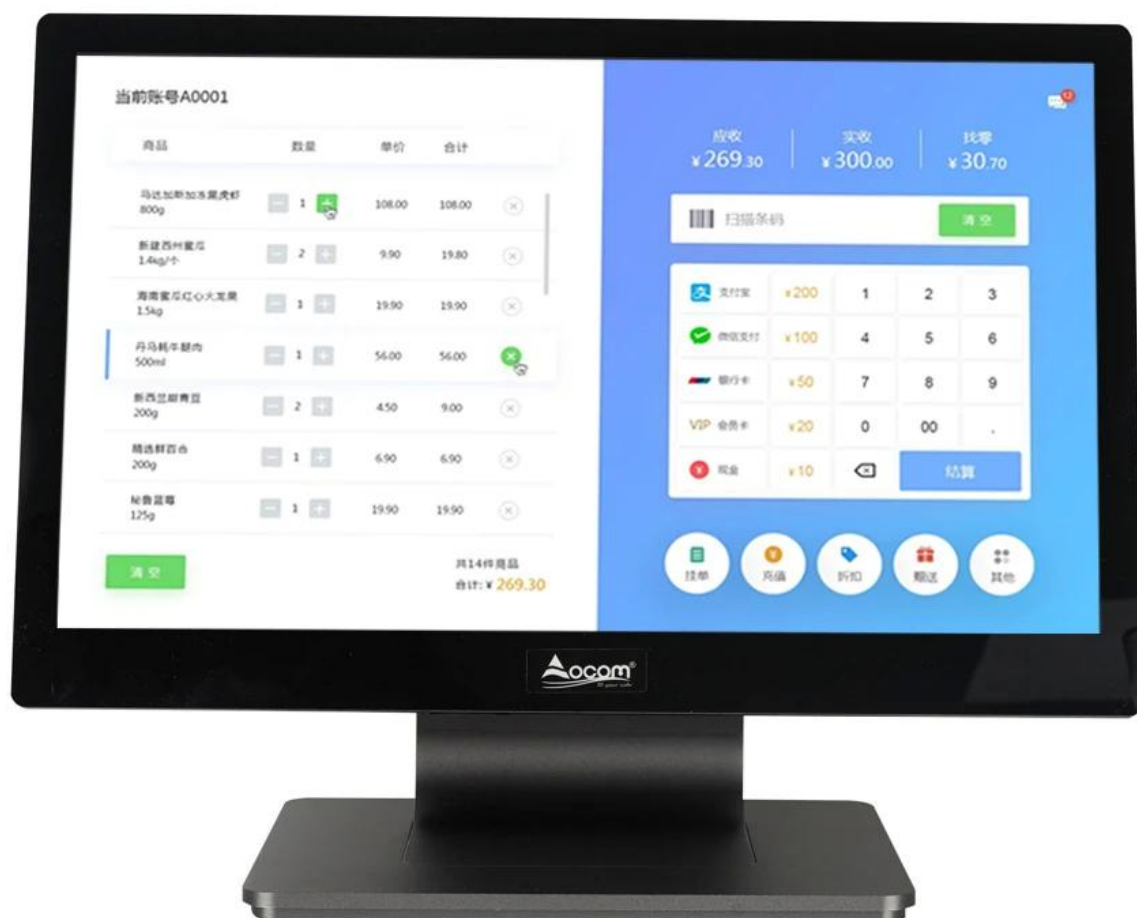 当前账号A0001
商品 数量 单价 合计
马达加斯加冻黑虎虾
800g
1 108.00 108.00
新建西州蜜瓜
1.4kg/个
2 9.90 19.80
海南蜜瓜红心火龙果
1.5kg
1 19.90 19.90
丹马耗牛腿肉
500ml
1 56.00 56.00
新西兰甜青豆
200g
2 4.50 9.00
精选鲜百合
200g
1 6.90 6.90
秘鲁蓝莓
125g
1 19.90 19.90
清空
共14件商品
合计: ¥ 269.30
12
应收 实收 找零
¥269.30 ¥300.00 ¥30.70
扫描条码 清空
支付宝 ¥200 1 2 3
微信支付 ¥100 4 5 6
银行卡 ¥50 7 8 9
VIP 会员卡 ¥20 0 00 .
¥ 现金 ¥10 结算
挂单 充值 折扣 赠送 其他
ocom®